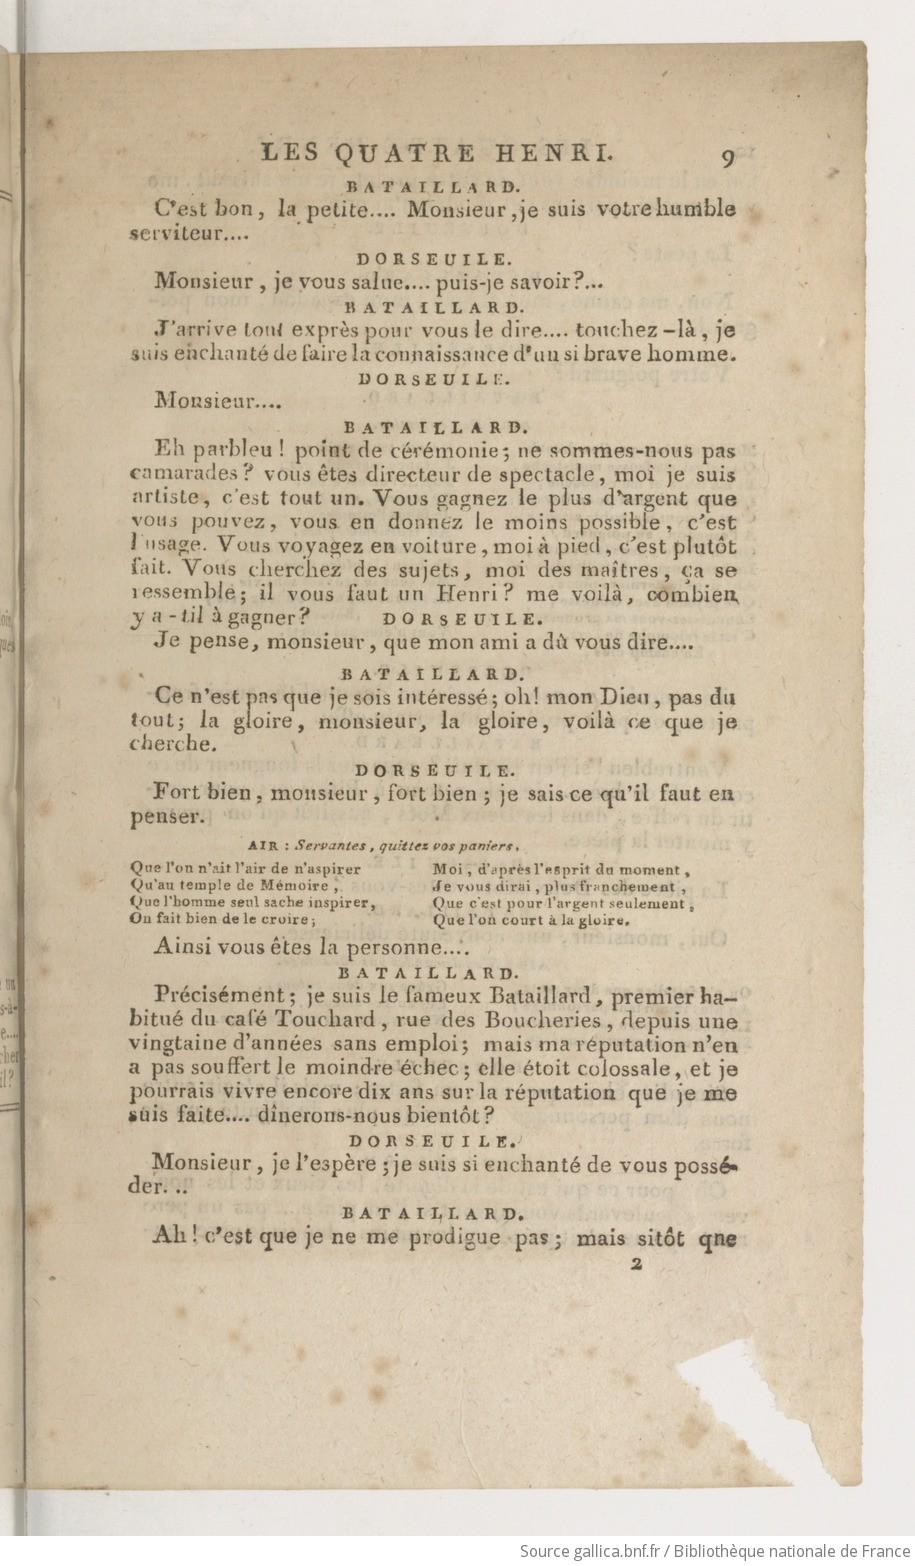 LES QUATRE HENRI. 9
BATAILLARD.
C'est bon, la petite.... Monsieur, je suis votre humble
serviteur....
DORSEUILE.
Monsieur, je vous salue.... puis-je savoir?...
BATAILLARD.
J'arrive tout exprès pour vous le dire.... touchez-là, je
suis enchanté de faire la connaissance d'un si brave homme.
DORSEUILE.
Monsieur....
BATAILLARD.
Eh parbleu! point de cérémonie; ne sommes-nous pas
camarades? vous êtes directeur de spectacle, moi je suis
artiste, c'est tout un. Vous gagnez le plus d'argent que
vous pouvez, vous en donnez le moins possible, c'est
l'usage. Vous voyagez en voiture, moi à pied, c'est plutôt
fait. Vous cherchez des sujets, moi des maîtres, ça se
ressemble; il vous faut un Henri? me voilà, combien
y a-til à gagner? DORSEUILE.
Je pense, monsieur, que mon ami a dû vous dire....
BATAILLARD.
Ce n'est pas que je sois intéressé; oh! mon Dieu, pas du
tout; la gloire, monsieur, la gloire, voilà ce que je
cherche.
DORSEUILE.
Fort bien, monsieur, fort bien; je sais ce qu'il faut en
penser.
AIR: Servantes, quittez vos paniers.
Que l'on n'ait l'air de n'aspirer
Qu'au temple de Mémoire,
Que l'homme seul sache inspirer,
On fait bien de le croire;
Moi, d'après l'esprit du moment,
Je vous dirai, plus franchement,
Que c'est pour l'argent seulement,
Que l'on court à la gloire.
Ainsi vous êtes la personne....
BATAILLARD.
Précisément; je suis le fameux Bataillard, premier ha-
bitué du café Touchard, rue des Boucheries, depuis une
vingtaine d'années sans emploi; mais ma réputation n'en
a pas souffert le moindre échec; elle étoit colossale, et je
pourrais vivre encore dix ans sur la réputation que je me
suis faite.... dînerons-nous bientôt?
DORSEUILE.
Monsieur, je l'espère; je suis si enchanté de vous possé-
der...
BATAILLARD.
Ah! c'est que je ne me prodigue pas; mais sitôt que
2
Source gallica.bnf.fr / Bibliothèque nationale de France